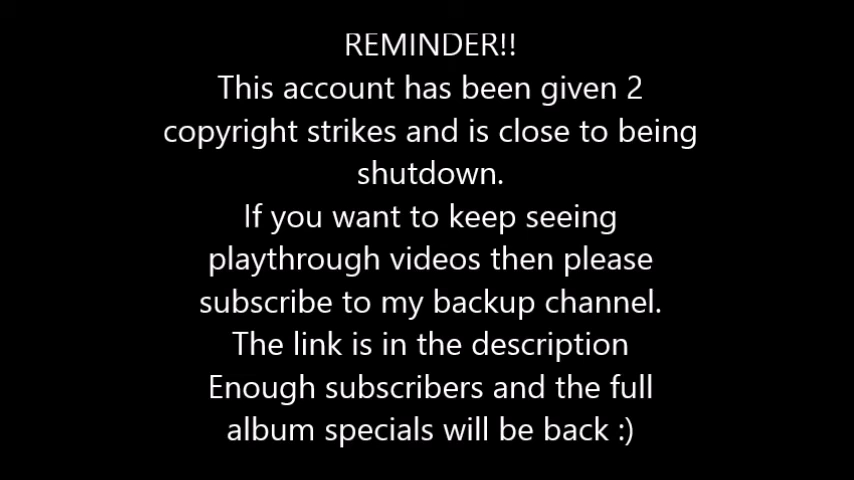 REMINDER!!
This account has been given 2
copyright strikes and is close to being
shutdown.
If you want to keep seeing
playthrough videos then please
subscribe to my backup channel.
The link is in the description
Enough subscribers and the full
album specials will be back :)